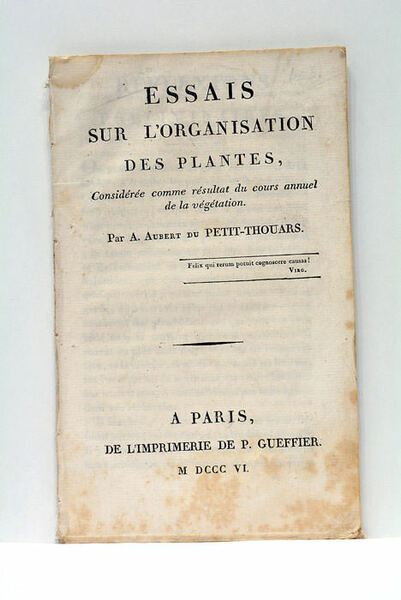 ESSAIS
SUR L'ORGANISATION
DES PLANTES,
Considérée comme résultat du cours annuel
de la végétation.
Par A. AUBERT DU PETIT-THOUARS.
Felix qui rerum potuit cognoscere causas!
VIRG.
A PARIS,
DE L'IMPRIMERIE DE P. GUEFFIER.
M DCCC VI.